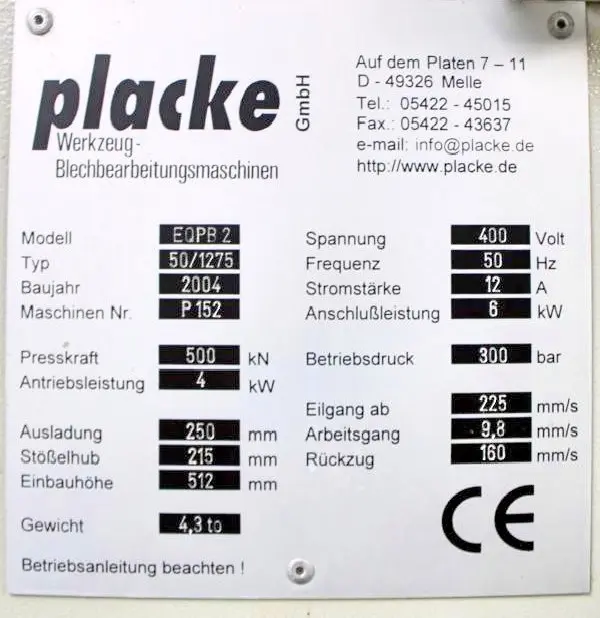 placke GmbH
Werkzeug-
Blechbearbeitungsmaschinen
Auf dem Platen 7 – 11
D - 49326 Melle
Tel.: 05422 - 45015
Fax.: 05422 - 43637
e-mail: info@placke.de
http://www.placke.de
Modell EQPB 2
Typ 50/1275
Baujahr 2004
Maschinen Nr. P 152
Presskraft 500 kN
Antriebsleistung 4 kW
Ausladung 250 mm
Stößelhub 215 mm
Einbauhöhe 512 mm
Gewicht 4,3 to
Betriebsanleitung beachten !
Spannung 400 Volt
Frequenz 50 Hz
Stromstärke 12 A
Anschlußleistung 6 kW
Betriebsdruck 300 bar
Eilgang ab 225 mm/s
Arbeitsgang 9,8 mm/s
Rückzug 160 mm/s
CE